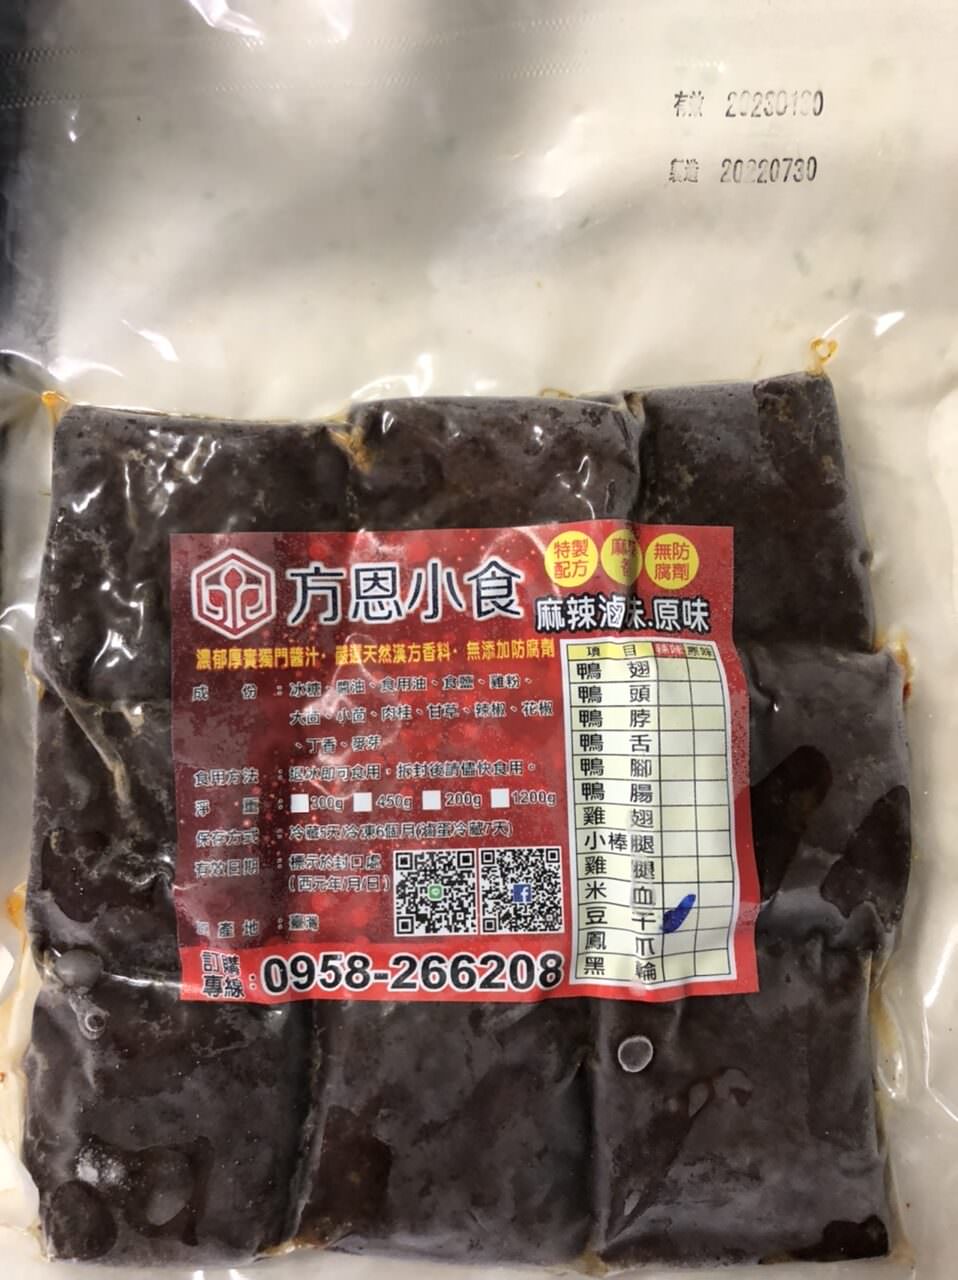 有效 20230130
製造 20220730
特製
配方
無防
腐劑
方恩小食
麻辣滷味.原味
濃郁厚實獨門醬汁・嚴選天然漢方香料・無添加防腐劑
成份：冰糖、醬油、食用油、食鹽、雞粉、
大茴、小茴、肉桂、甘草、辣椒、花椒
、丁香、麥芽
食用方法：退冰即可食用，拆封後請儘快食用。
淨重：300g 450g 200g 1200g
保存方式：冷藏5天/冷凍6個月(滷蛋冷藏7天)
有效日期：標示於封口處
(西元年/月/日)
產地：臺灣
訂購
專線：0958-266208
項目 辣味 原味
鴨翅
鴨頭
鴨脖
鴨舌
鴨腳
鴨腸
雞翅
小棒腿
雞腿
米血
豆干
鳳爪
黑輪